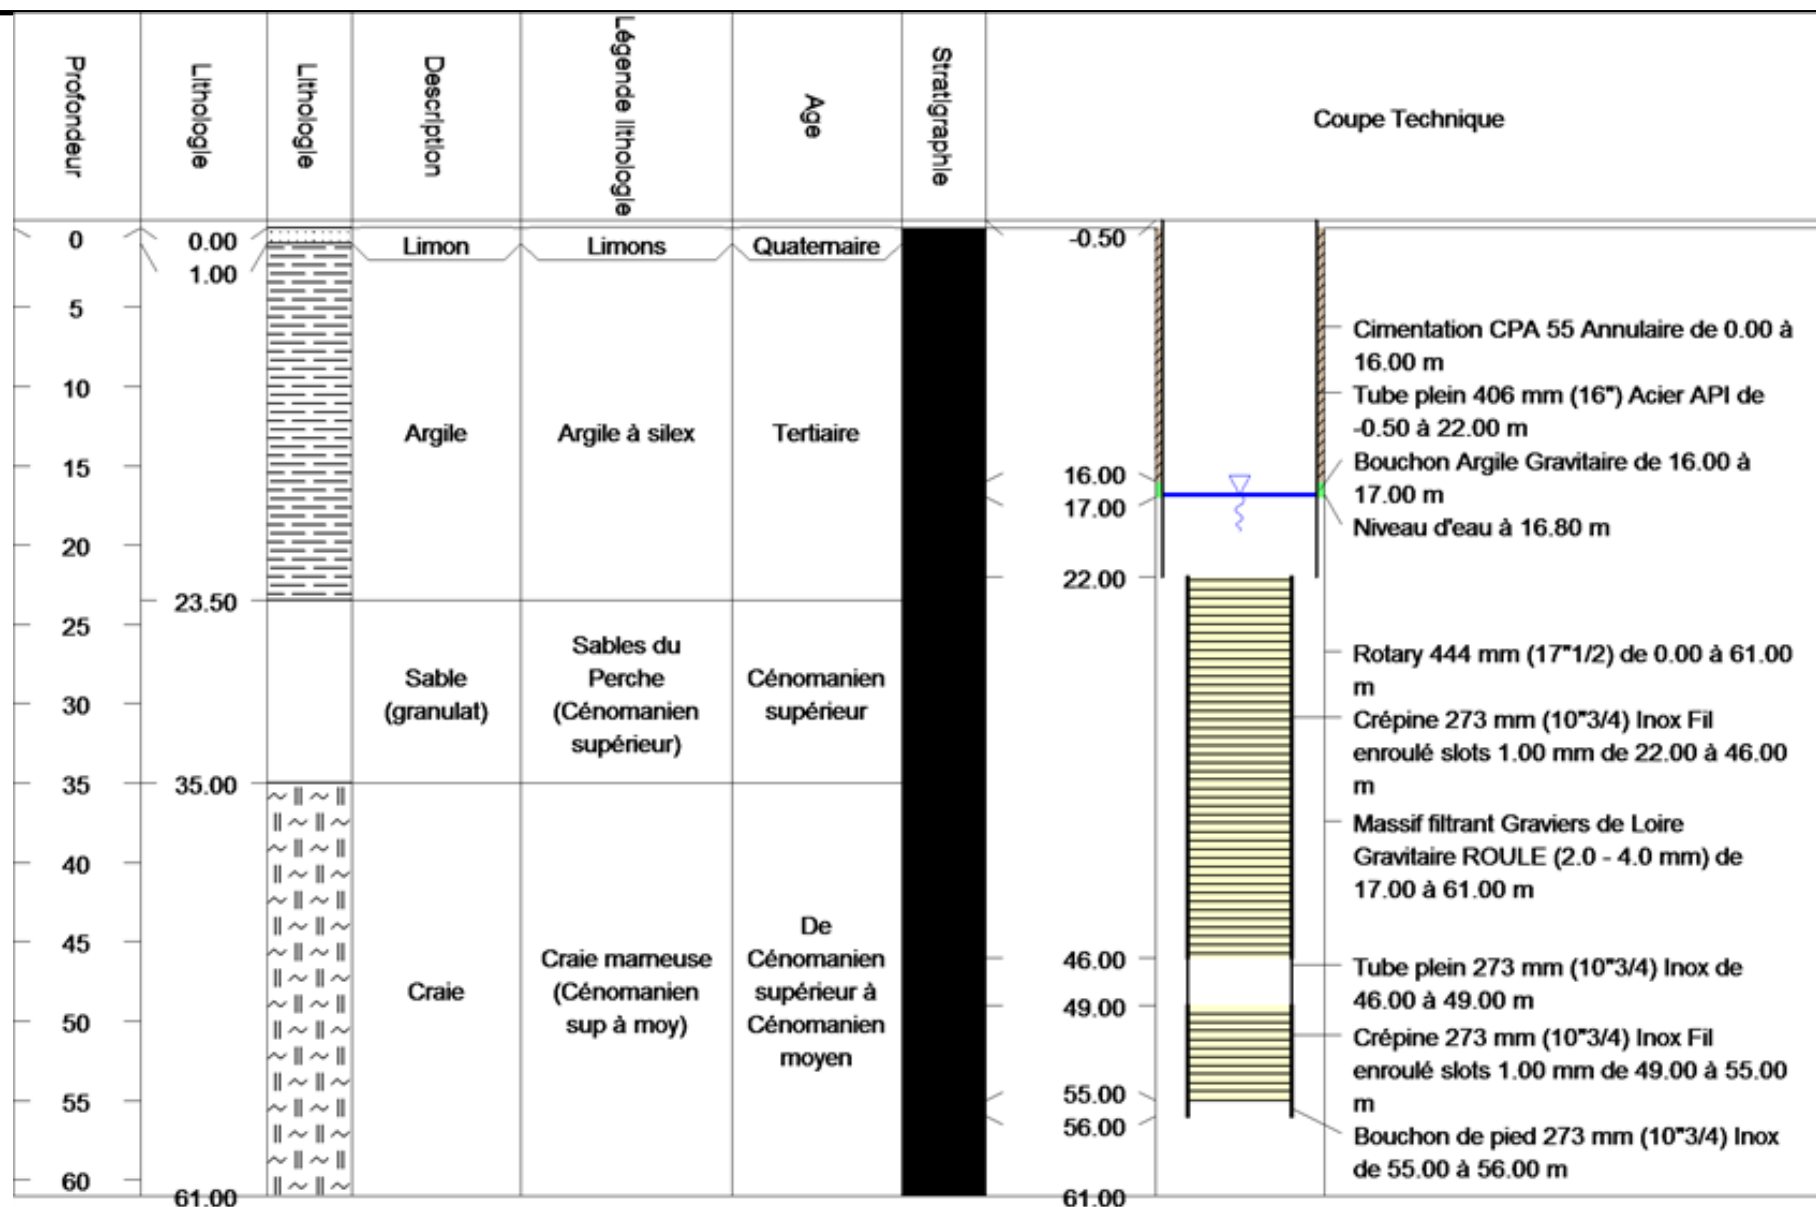 Profondeur
Lithologie
Lithologie
Description
Légende lithologie
Age
Stratigraphie
Coupe Technique
0
5
10
15
20
25
30
35
40
45
50
55
60
0.00
1.00
23.50
35.00
61.00
Limon
Limons
Quaternaire
Argile
Argile à silex
Tertiaire
Sable
(granulat)
Sables du
Perche
(Cénomanien
supérieur)
Cénomanien
supérieur
Craie
Craie marneuse
(Cénomanien
sup à moy)
De
Cénomanien
supérieur à
Cénomanien
moyen
-0.50
16.00
17.00
22.00
46.00
49.00
55.00
56.00
61.00
Cimentation CPA 55 Annulaire de 0.00 à
16.00 m
Tube plein 406 mm (16") Acier API de
-0.50 à 22.00 m
Bouchon Argile Gravitaire de 16.00 à
17.00 m
Niveau d'eau à 16.80 m
Rotary 444 mm (17"1/2) de 0.00 à 61.00
m
Crépine 273 mm (10"3/4) Inox Fil
enroulé slots 1.00 mm de 22.00 à 46.00
m
Massif filtrant Graviers de Loire
Gravitaire ROULE (2.0 - 4.0 mm) de
17.00 à 61.00 m
Tube plein 273 mm (10"3/4) Inox de
46.00 à 49.00 m
Crépine 273 mm (10"3/4) Inox Fil
enroulé slots 1.00 mm de 49.00 à 55.00
m
Bouchon de pied 273 mm (10"3/4) Inox
de 55.00 à 56.00 m